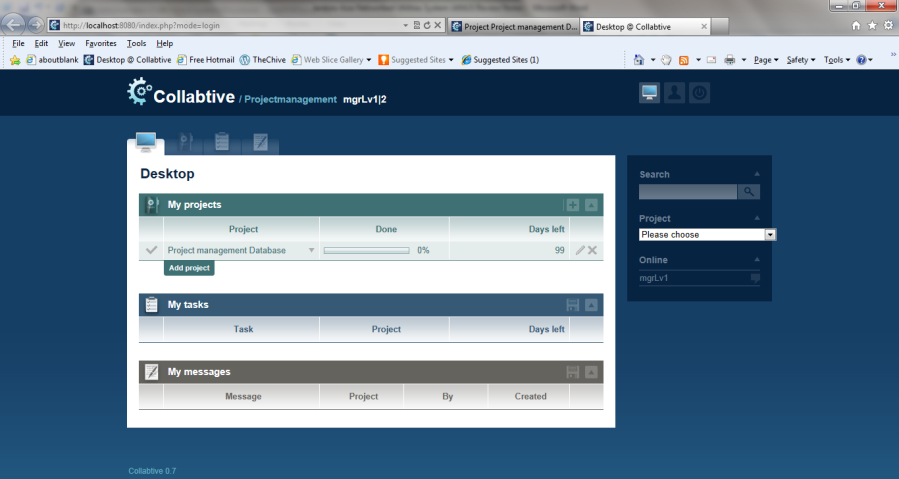 http://localhost:8080/index.php?mode=login
Project Project management D...
Desktop @ Collabtive
File Edit View Favorites Tools Help
aboutblank Desktop @ Collabtive Free Hotmail TheChive Web Slice Gallery Suggested Sites Suggested Sites (1)
Page Safety Tools
Collabtive / Projectmanagement mgrLv1|2
Desktop
My projects
Project Done Days left
Project management Database 0% 99
Add project
My tasks
Task Project Days left
My messages
Message Project By Created
Search
Project
Please choose
Online
mgrLv1
Collabtive 0.7